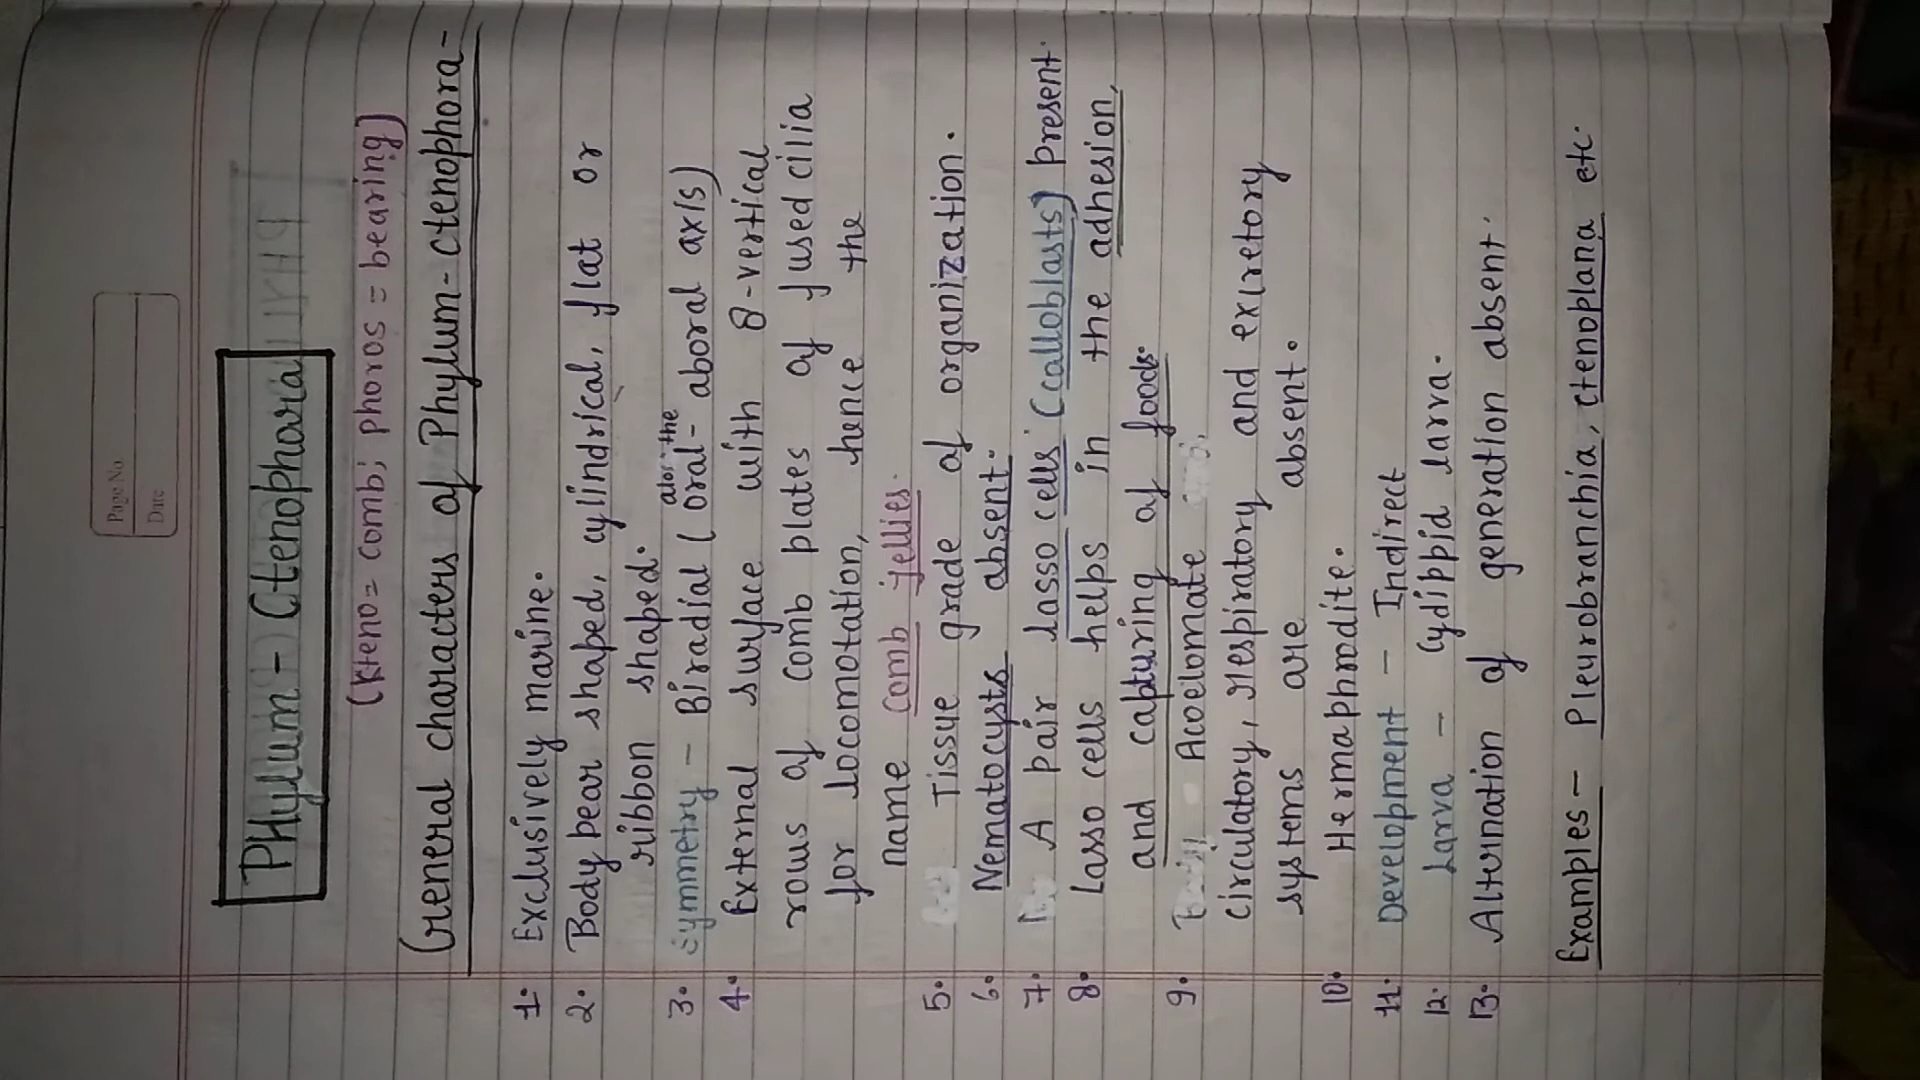 Page No
Date
PHylum - Ctenophora
(Kteno = comb; phoros = bearing)
General characters of Phylum-ctenophora-
1. Exclusively marine.
2. Body bear shaped, cylindrical, flat or
ribbon shaped.
3. Symmetry - Biradial (oral- aboral axis)
the
4. External surface with 8-vertical
rows of comb plates of fused cilia
for locomotation, hence the
name comb jellies.
5. Tissue grade of organization.
6. Nematocysts absent.
7. A pair lasso cells (calloblasts) present.
8. Lasso cells helps in the adhesion,
and capturing of foods.
9. Acoelomate
Circulatory, respiratory and exiretory
systems are absent.
10. Hermaphrodite.
11. Development - Indirect
12. Larva - Cydippid larva.
13. Alternation of generation absent.
Examples - Pleurobranchia, ctenoplana etc.